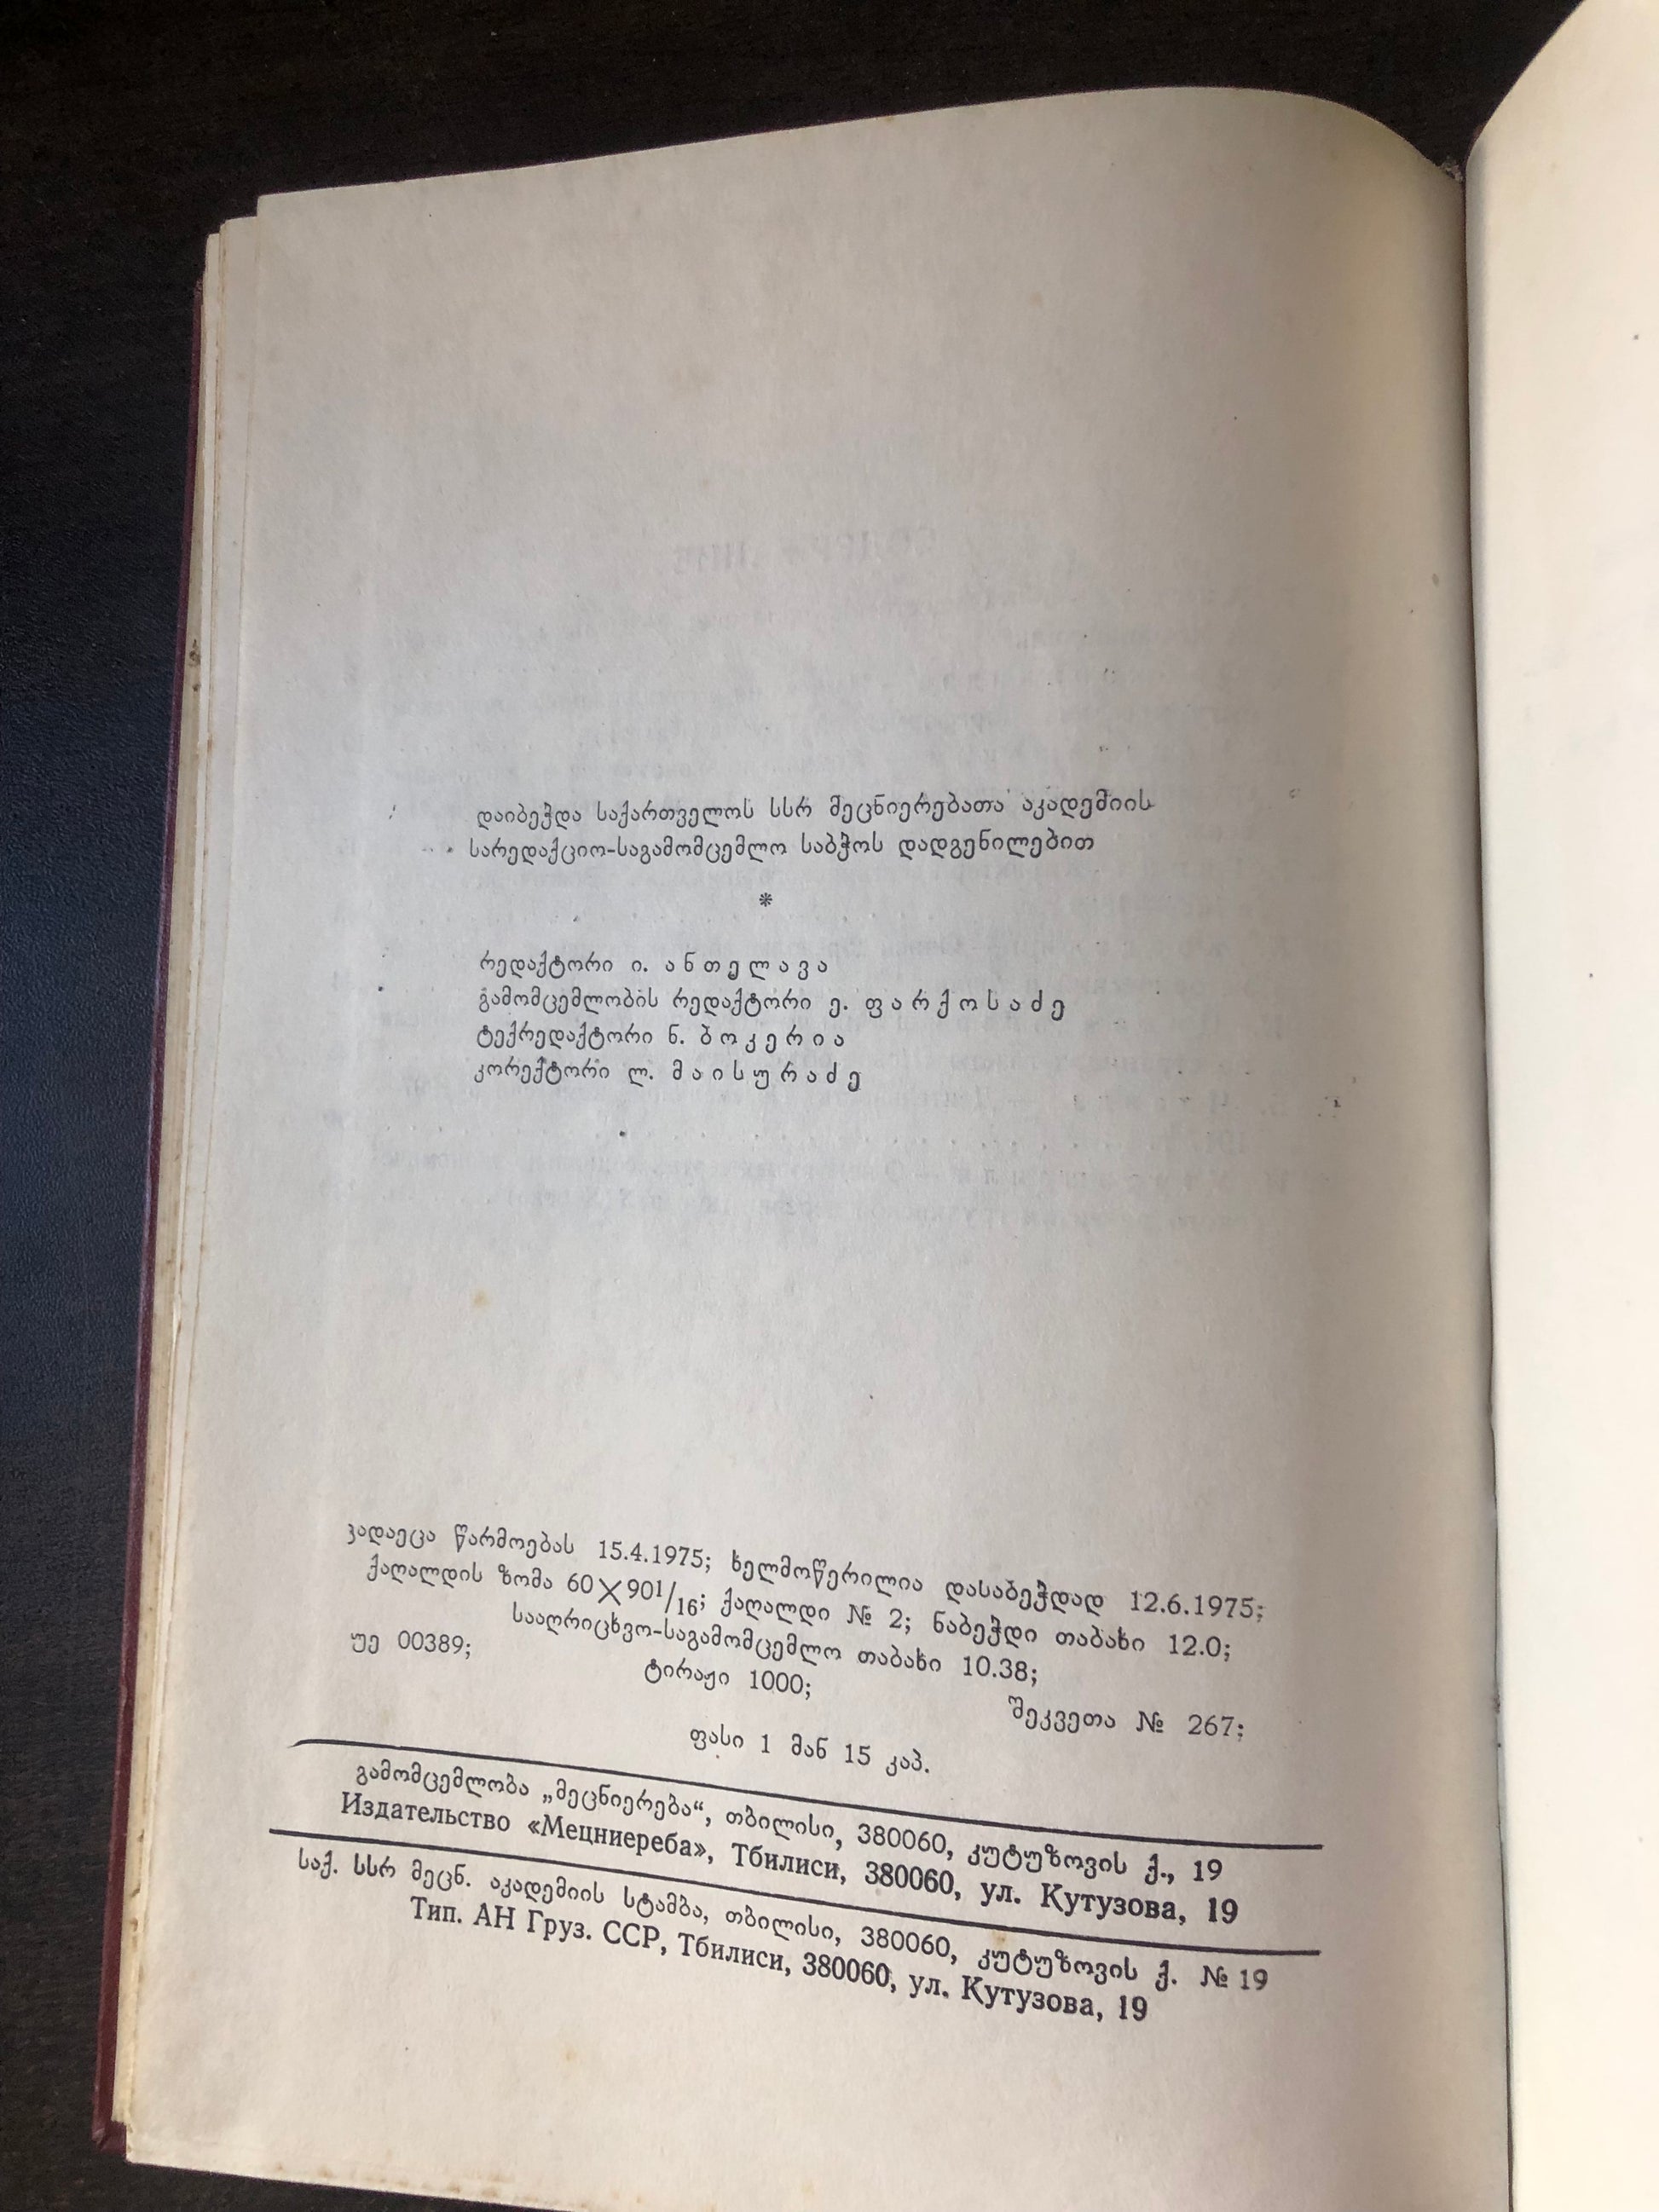 დაიბეჭდა საქართველოს სსრ მეცნიერებათა აკადემიის
სარედაქციო-საგამომცემლო საბჭოს დადგენილებით
*
რედაქტორი ი. ანთელავა
გამომცემლობის რედაქტორი ე. ფარქოსაძე
ტექრედაქტორი ნ. ბოკერია
კორექტორი ლ. მაისურაძე
გადაეცა წარმოებას 15.4.1975; ხელმოწერილია დასაბეჭდად 12.6.1975;
ქაღალდის ზომა 60×90 1/16; ქაღალდი № 2; ნაბეჭდი თაბახი 12.0;
სააღრიცხვო-საგამომცემლო თაბახი 10.38;
უე 00389; ტირაჟი 1000; შეკვეთა № 267;
ფასი 1 მან 15 კაპ.
გამომცემლობა „მეცნიერება“, თბილისი, 380060, კუტუზოვის ქ., 19
Издательство «Мецниереба», Тбилиси, 380060, ул. Кутузова, 19
საქ. სსრ მეცნ. აკადემიის სტამბა, თბილისი, 380060, კუტუზოვის ქ. № 19
Тип. АН Груз. ССР, Тбилиси, 380060, ул. Кутузова, 19